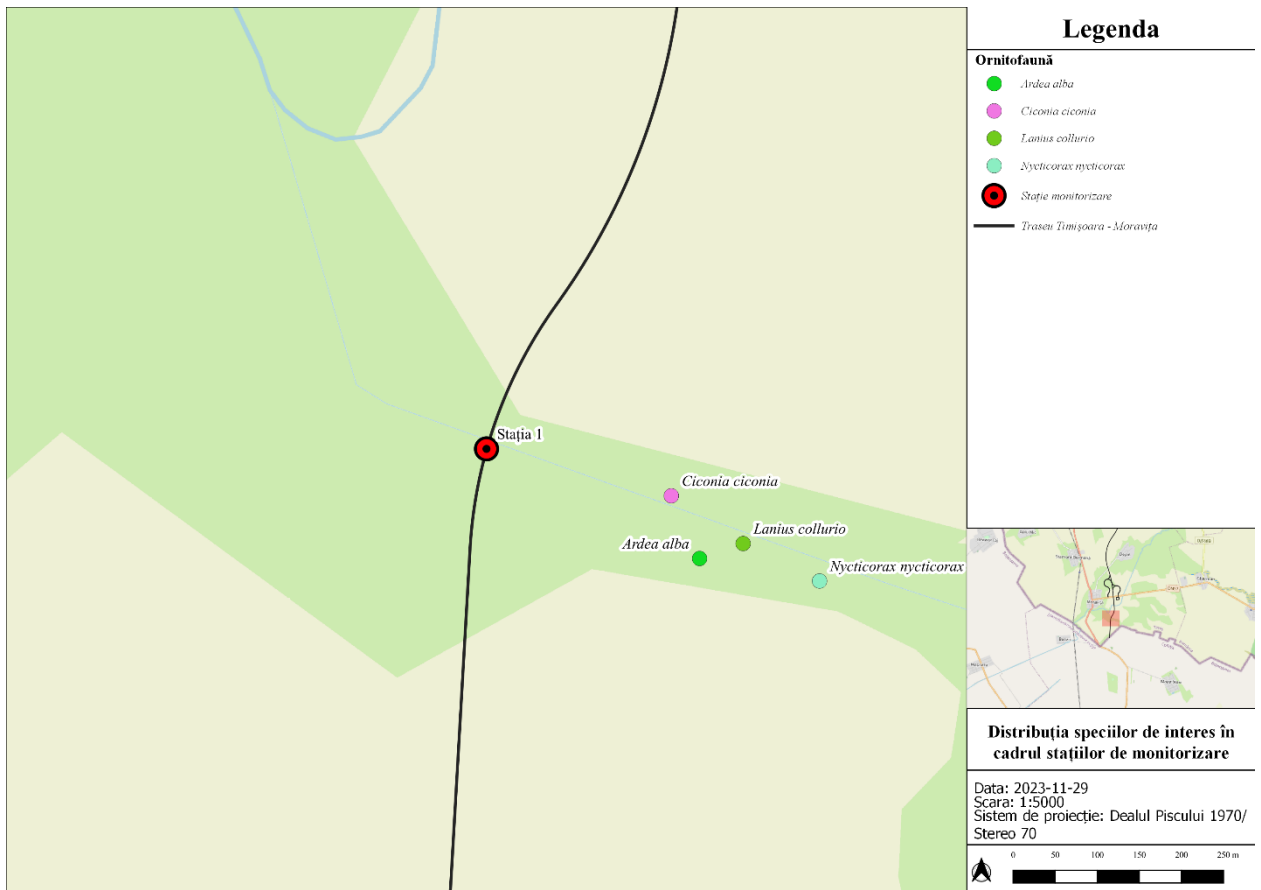 Legenda
Ornitofaună
Ardea alba
Ciconia ciconia
Lanius collurio
Nycticorax nycticorax
Stație monitorizare
Traseu Timișoara - Moravița
Stația 1
Ciconia ciconia
Lanius collurio
Ardea alba
Nycticorax nycticorax
Distribuția speciilor de interes în
cadrul stațiilor de monitorizare
Data: 2023-11-29
Scara: 1:5000
Sistem de proiecție: Dealul Piscului 1970/
Stereo 70
0 50 100 150 200 250 m